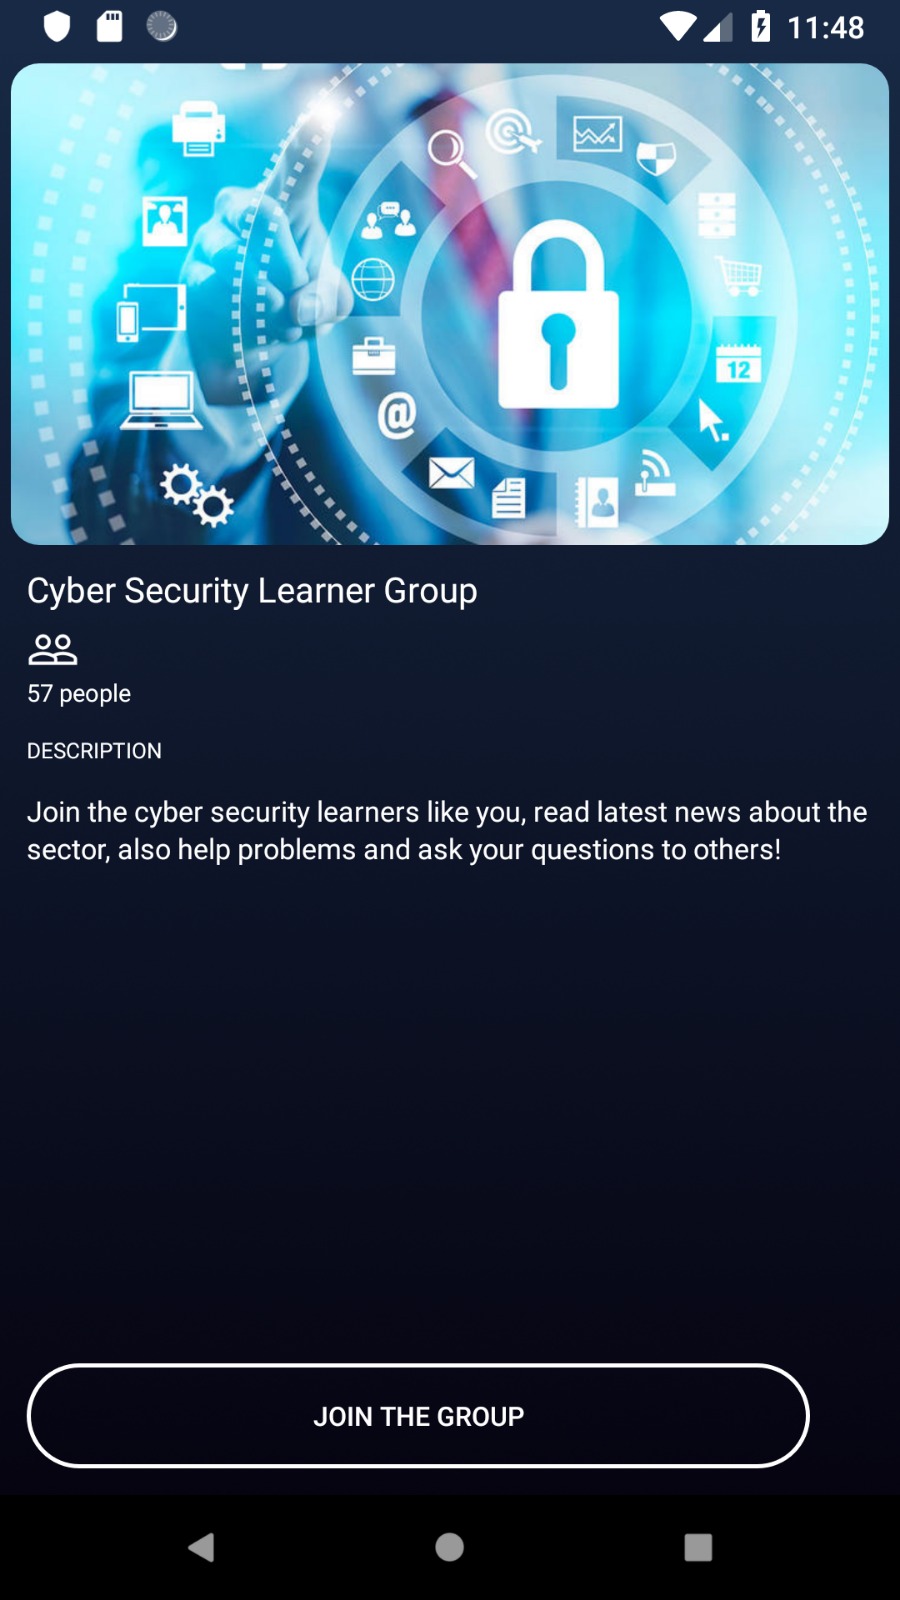 11:48
12
@
Cyber Security Learner Group
57 people
DESCRIPTION
Join the cyber security learners like you, read latest news about the
sector, also help problems and ask your questions to others!
JOIN THE GROUP